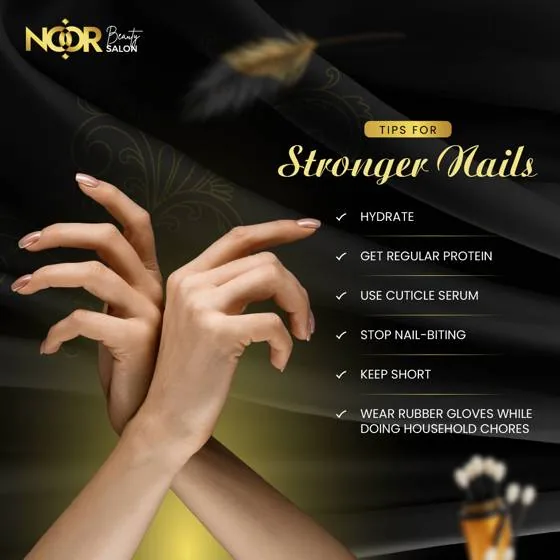 NOOR Beauty
SALON
TIPS FOR
Stronger Nails
HYDRATE
GET REGULAR PROTEIN
USE CUTICLE SERUM
STOP NAIL-BITING
KEEP SHORT
WEAR RUBBER GLOVES WHILE
DOING HOUSEHOLD CHORES